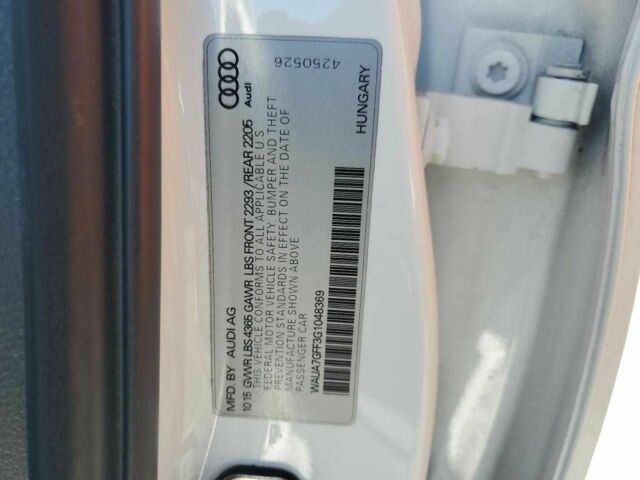 MFD. BY AUDI AG
10 15 GVWR LBS 4365 GAWR LBS FRONT 2293 / REAR 2205
THIS VEHICLE CONFORMS TO ALL APPLICABLE U.S
FEDERAL MOTOR VEHICLE SAFETY, BUMPER AND THEFT
PREVENTION STANDARDS IN EFFECT ON THE DATE OF
MANUFACTURE SHOWN ABOVE
PASSENGER CAR
WAUA7GFF3G1048369
Audi
4250526
HUNGARY